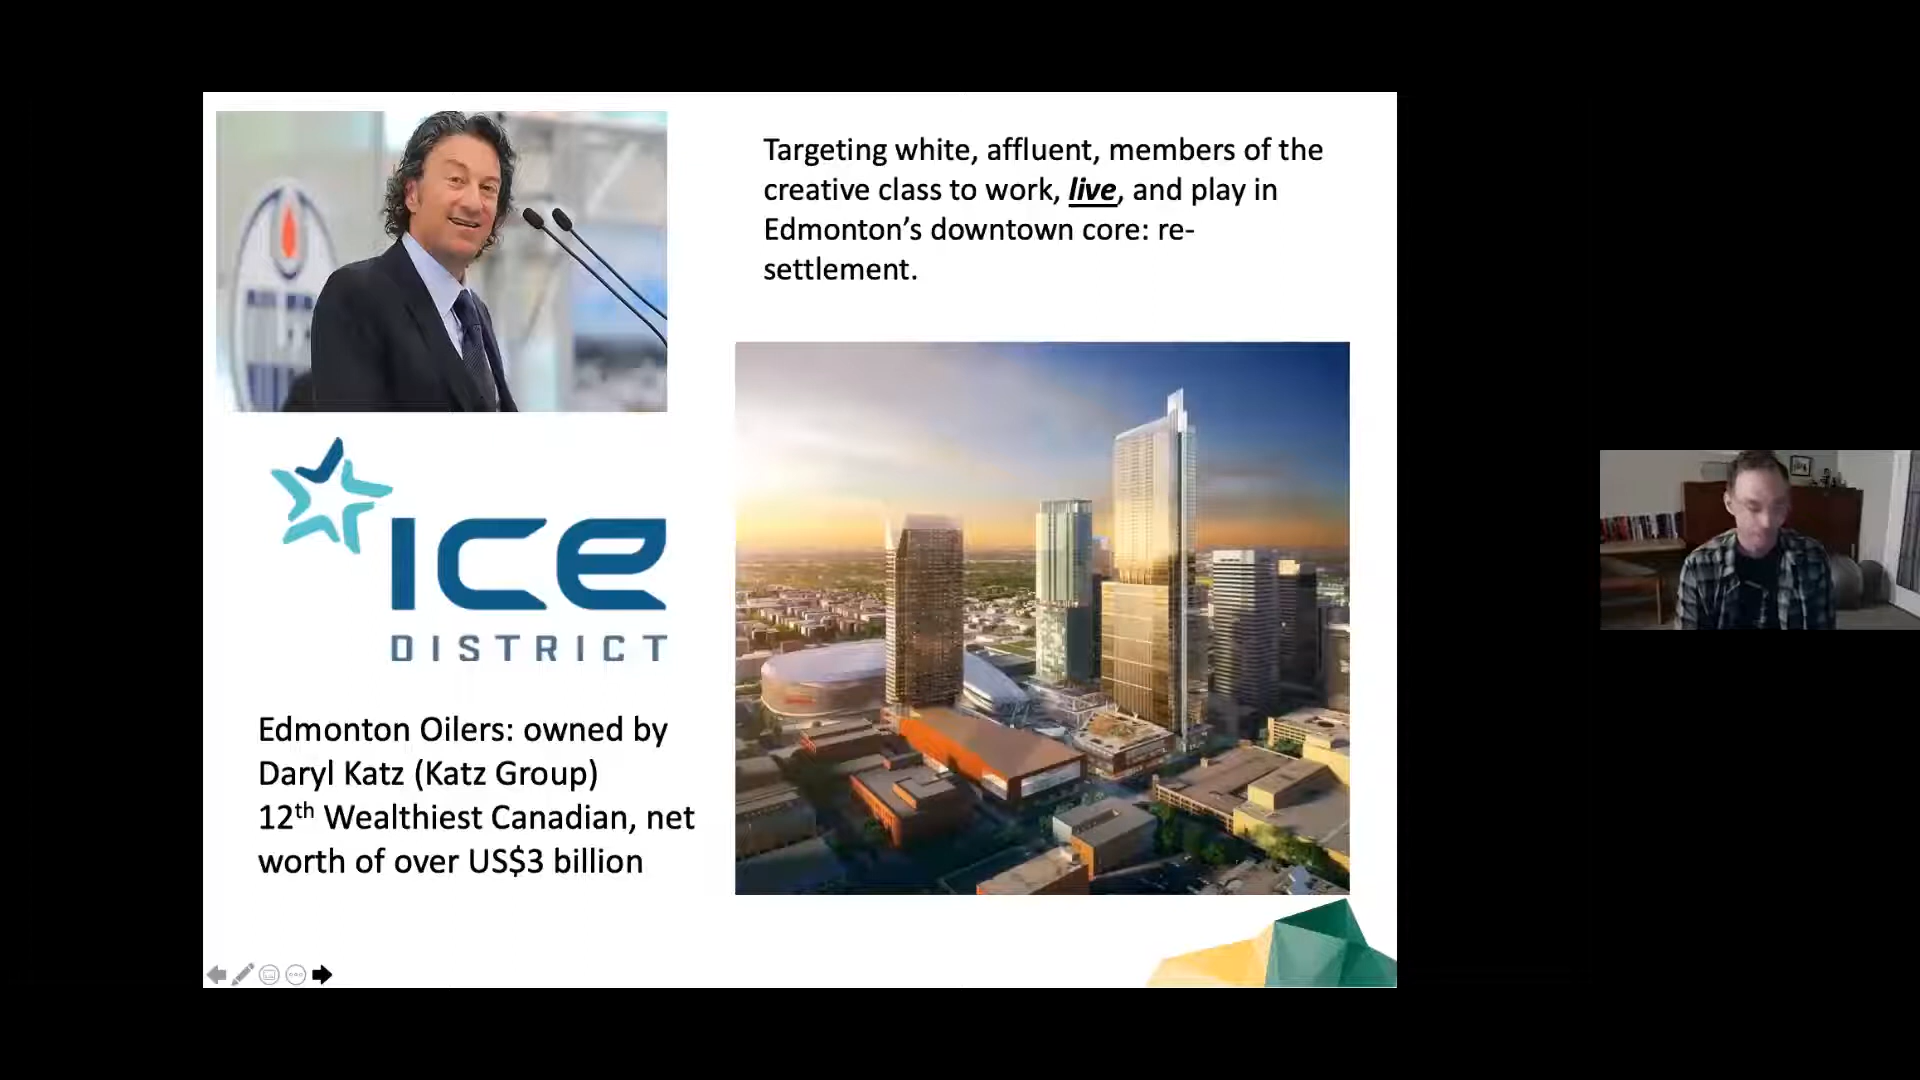 Targeting white, affluent, members of the
creative class to work, live, and play in
Edmonton’s downtown core: re-
settlement.
ICE
DISTRICT
Edmonton Oilers: owned by
Daryl Katz (Katz Group)
12th Wealthiest Canadian, net
worth of over US$3 billion